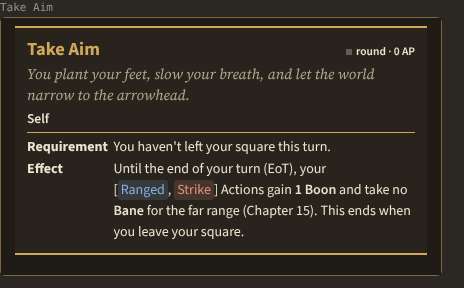 Take Aim
Take Aim
round · 0 AP
You plant your feet, slow your breath, and let the world
narrow to the arrowhead.
Self
Requirement You haven't left your square this turn.
Effect Until the end of your turn (EoT), your
[Ranged, Strike] Actions gain 1 Boon and take no
Bane for the far range (Chapter 15). This ends when
you leave your square.